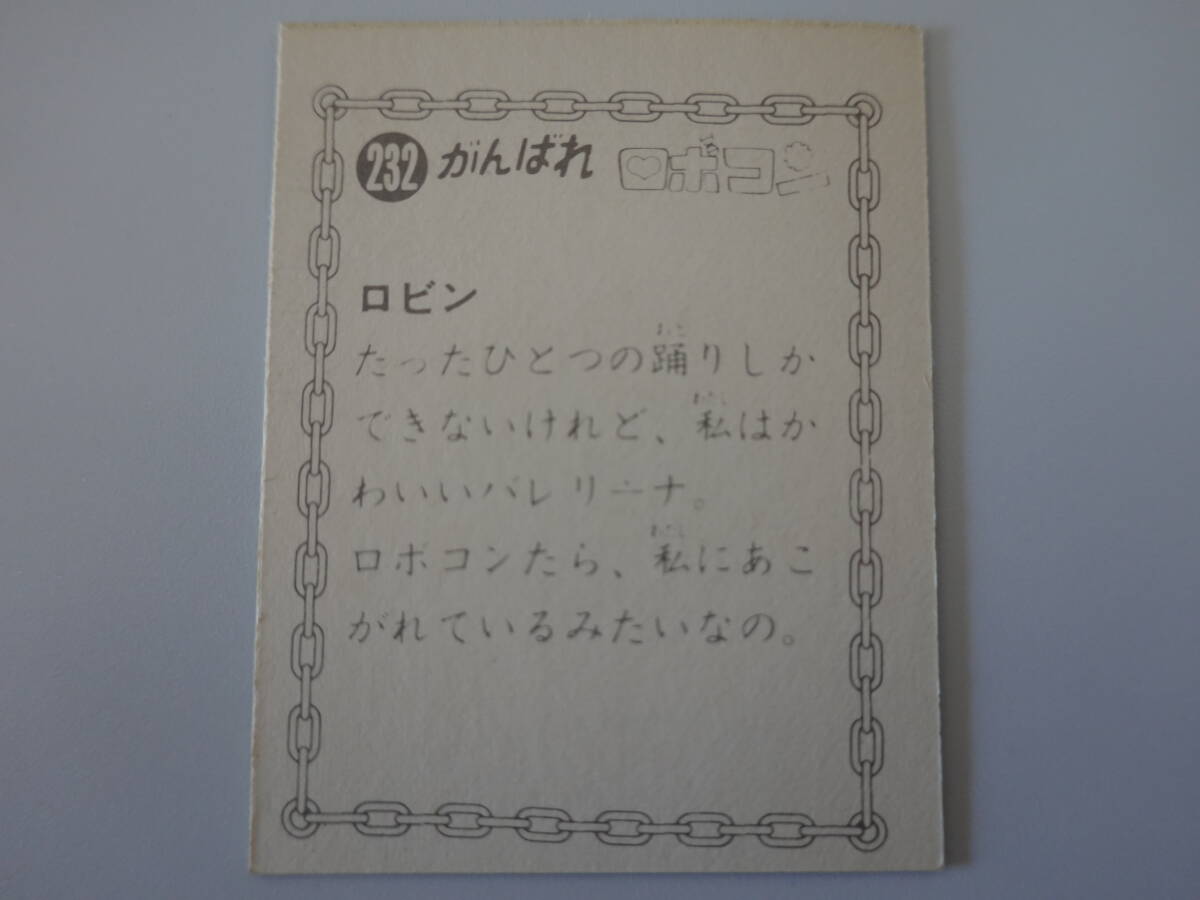 232 がんばれ ロボコン
ロビン
たったひとつの踊りしか
できないけれど、私はか
わいいバレリーナ。
ロボコンたら、私にあこ
がれているみたいなの。